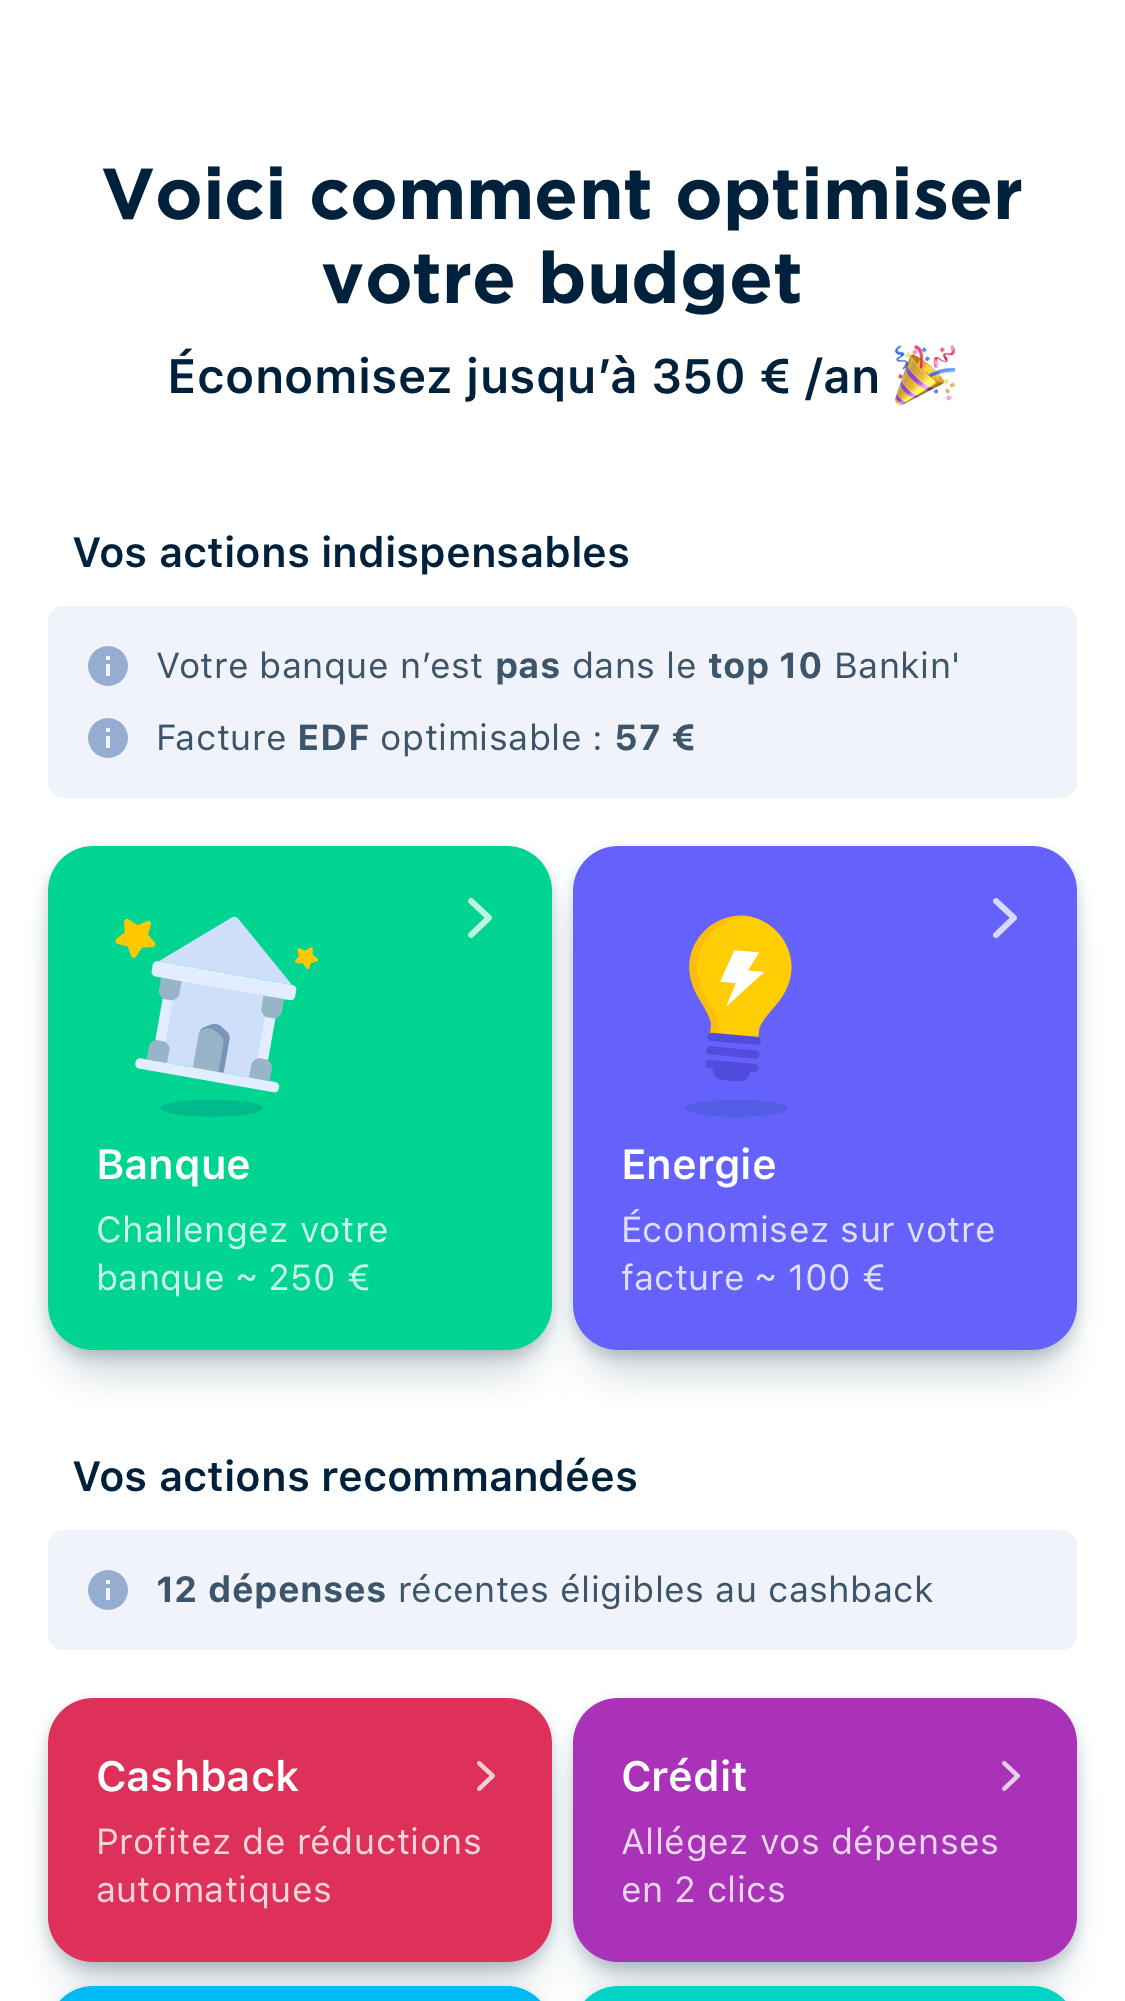 Voici comment optimiser
votre budget
Économisez jusqu’à 350 € /an 🎉
Vos actions indispensables
Votre banque n’est pas dans le top 10 Bankin'
Facture EDF optimisable : 57 €
Banque
Challengez votre
banque ~ 250 €
Energie
Économisez sur votre
facture ~ 100 €
Vos actions recommandées
12 dépenses récentes éligibles au cashback
Cashback
Profitez de réductions
automatiques
Crédit
Allégez vos dépenses
en 2 clics